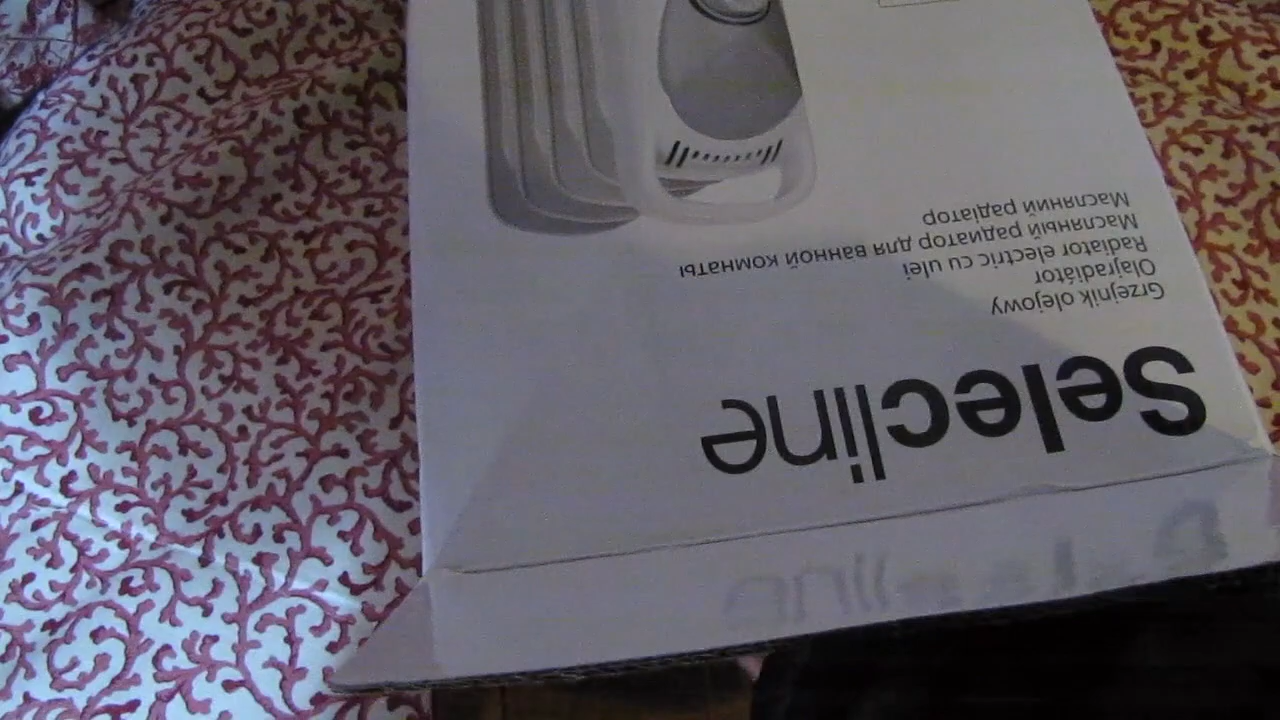 Selecline
Grzejnik olejowy
Olajradiátor
Radiator electric cu ulei
Масляный радиатор для ванной комнаты
Масляний радіатор